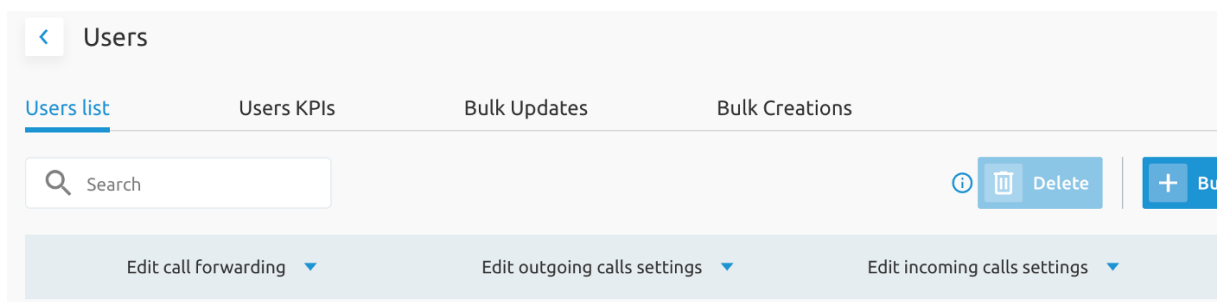 Users
Users list Users KPIs Bulk Updates Bulk Creations
Search Delete
Edit call forwarding Edit outgoing calls settings Edit incoming calls settings